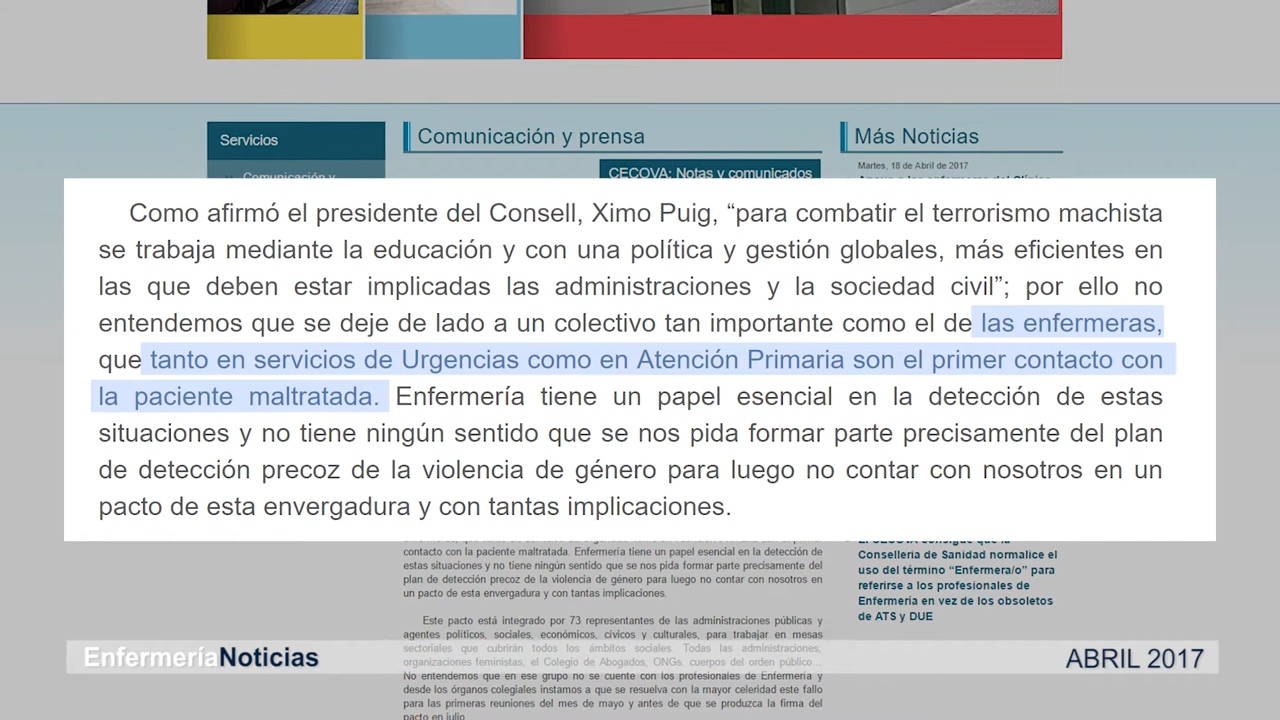 Servicios
Comunicación y
Comunicación y prensa
CECOVA: Notas y comunicados
Más Noticias
Martes, 18 de Abril de 2017
Como afirmó el presidente del Consell, Ximo Puig, “para combatir el terrorismo machista
se trabaja mediante la educación y con una política y gestión globales, más eficientes en
las que deben estar implicadas las administraciones y la sociedad civil”; por ello no
entendemos que se deje de lado a un colectivo tan importante como el de las enfermeras,
que tanto en servicios de Urgencias como en Atención Primaria son el primer contacto con
la paciente maltratada. Enfermería tiene un papel esencial en la detección de estas
situaciones y no tiene ningún sentido que se nos pida formar parte precisamente del plan
de detección precoz de la violencia de género para luego no contar con nosotros en un
pacto de esta envergadura y con tantas implicaciones.
contacto con la paciente maltratada. Enfermería tiene un papel esencial en la detección de
estas situaciones y no tiene ningún sentido que se nos pida formar parte precisamente del
plan de detección precoz de la violencia de género para luego no contar con nosotros en
un pacto de esta envergadura y con tantas implicaciones.
Este pacto está integrado por 73 representantes de las administraciones públicas y
agentes políticos, sociales, económicos, cívicos y culturales, para trabajar en mesas
sectoriales que cubrirán todos los ámbitos sociales. Todas las administraciones,
organizaciones feministas, el Colegio de Abogados, ONGs, cuerpos del orden público...
No entendemos que en ese grupo no se cuente con los profesionales de Enfermería y
desde los órganos colegiales instamos a que se resuelva con la mayor celeridad este fallo
para las primeras reuniones del mes de mayo y antes de que se produzca la firma del
pacto en julio
El CECOVA consigue que la
Conselleria de Sanidad normalice el
uso del término “Enfermera/o” para
referirse a los profesionales de
Enfermería en vez de los obsoletos
de ATS y DUE
EnfermeríaNoticias
ABRIL 2017